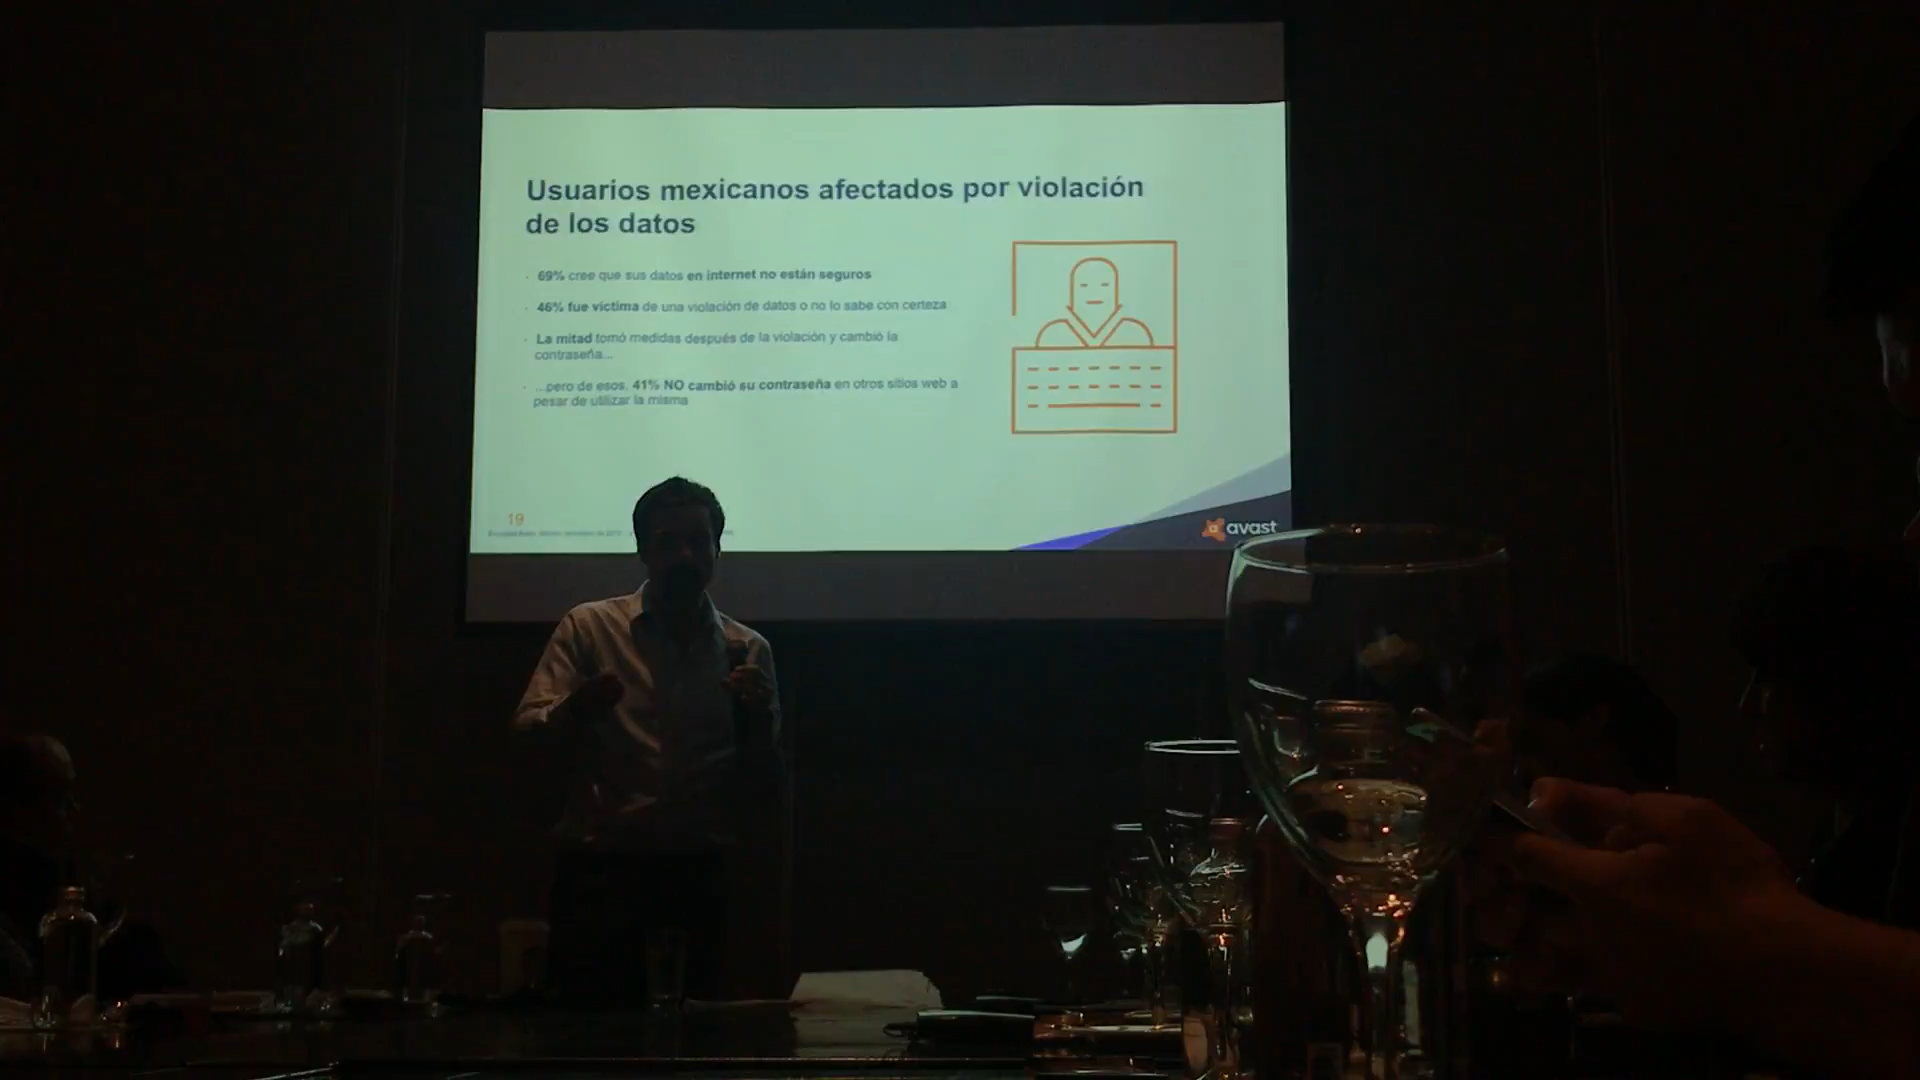 Usuarios mexicanos afectados por violación
de los datos
· 69% cree que sus datos en internet no están seguros
· 46% fue víctima de una violación de datos o no lo sabe con certeza
· La mitad tomó medidas después de la violación y cambió la
contraseña...
· ...pero de esos, 41% NO cambió su contraseña en otros sitios web a
pesar de utilizar la misma
19
avast